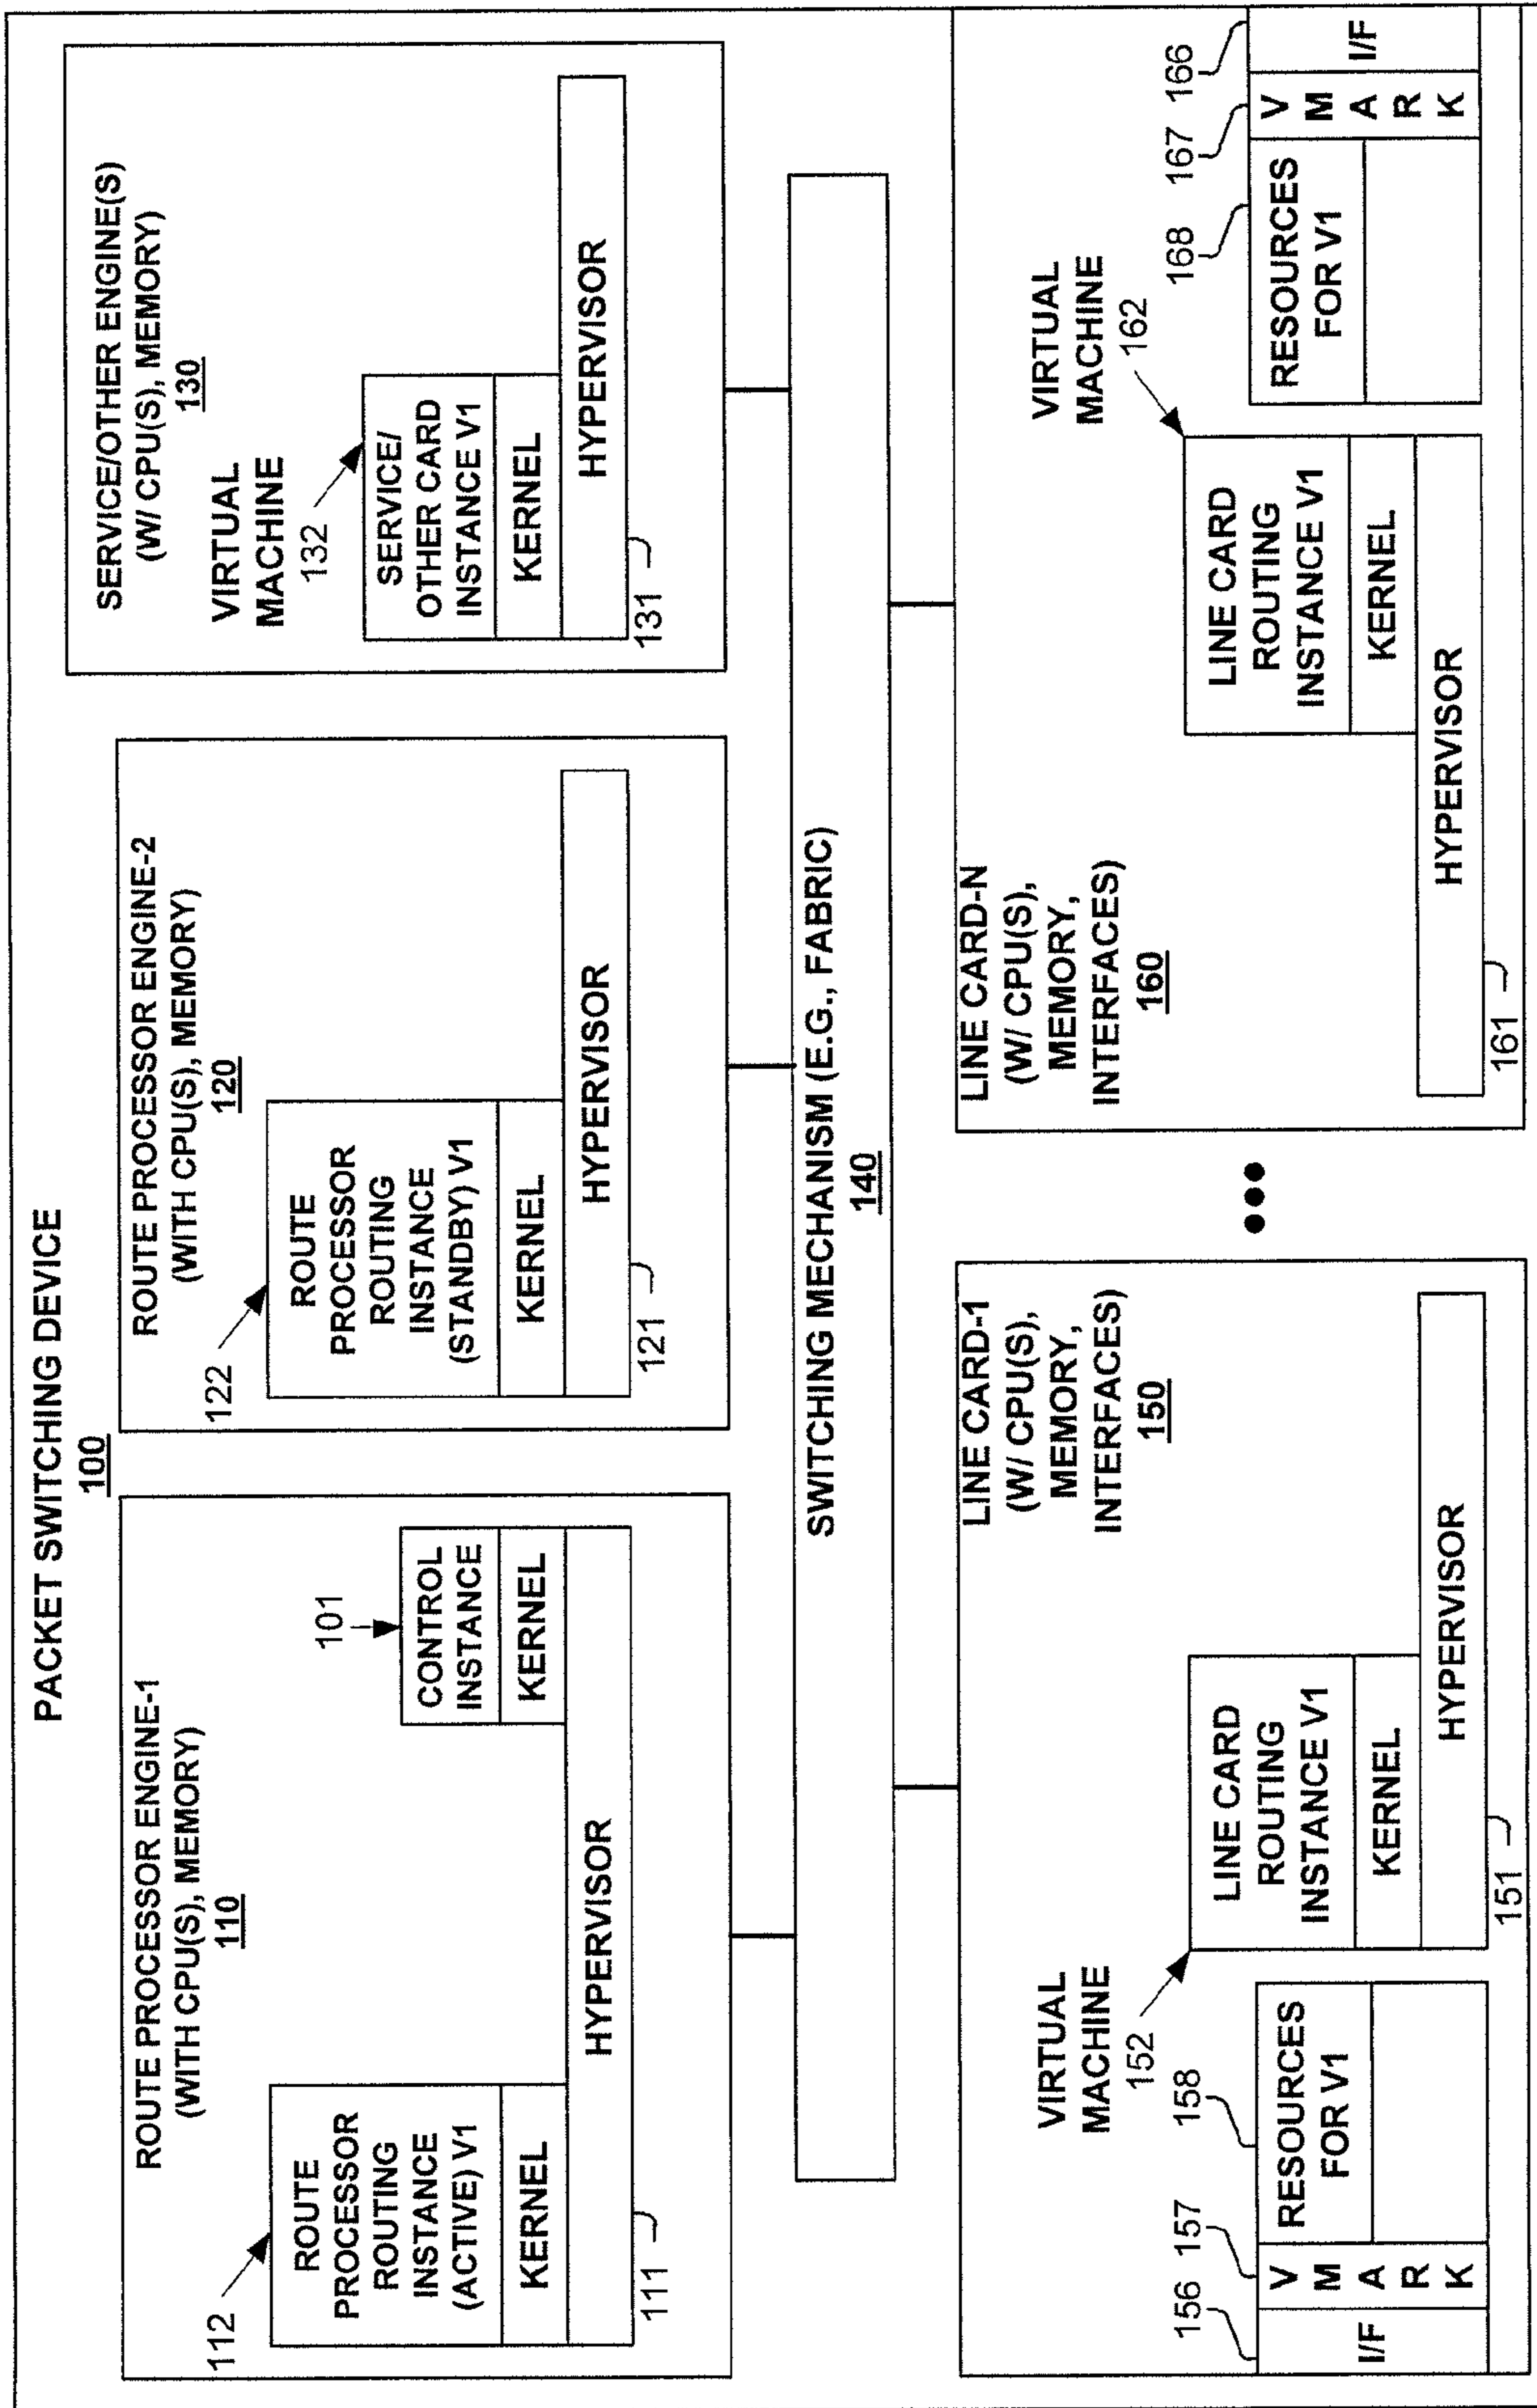 PACKET SWITCHING DEVICE
100
ROUTE PROCESSOR ENGINE-1
(WITH CPU(S), MEMORY)
110
112
ROUTE
PROCESSOR
ROUTING
INSTANCE
(ACTIVE) V1
KERNEL
101
CONTROL
INSTANCE
KERNEL
HYPERVISOR
111
ROUTE PROCESSOR ENGINE-2
(WITH CPU(S), MEMORY)
120
122
ROUTE
PROCESSOR
ROUTING
INSTANCE
(STANDBY) V1
KERNEL
HYPERVISOR
121
SERVICE/OTHER ENGINE(S)
(W/ CPU(S), MEMORY)
130
VIRTUAL
MACHINE
132
SERVICE/
OTHER CARD
INSTANCE V1
KERNEL
HYPERVISOR
131
SWITCHING MECHANISM (E.G., FABRIC)
140
LINE CARD-1
(W/ CPU(S),
MEMORY,
INTERFACES)
150
VIRTUAL
MACHINE
152
LINE CARD
ROUTING
INSTANCE V1
KERNEL
HYPERVISOR
151
156
157
158
I/F
V
M
A
R
K
RESOURCES
FOR V1
LINE CARD-N
(W/ CPU(S),
MEMORY,
INTERFACES)
160
VIRTUAL
MACHINE
162
LINE CARD
ROUTING
INSTANCE V1
KERNEL
HYPERVISOR
161
168
167
166
RESOURCES
FOR V1
V
M
A
R
K
I/F